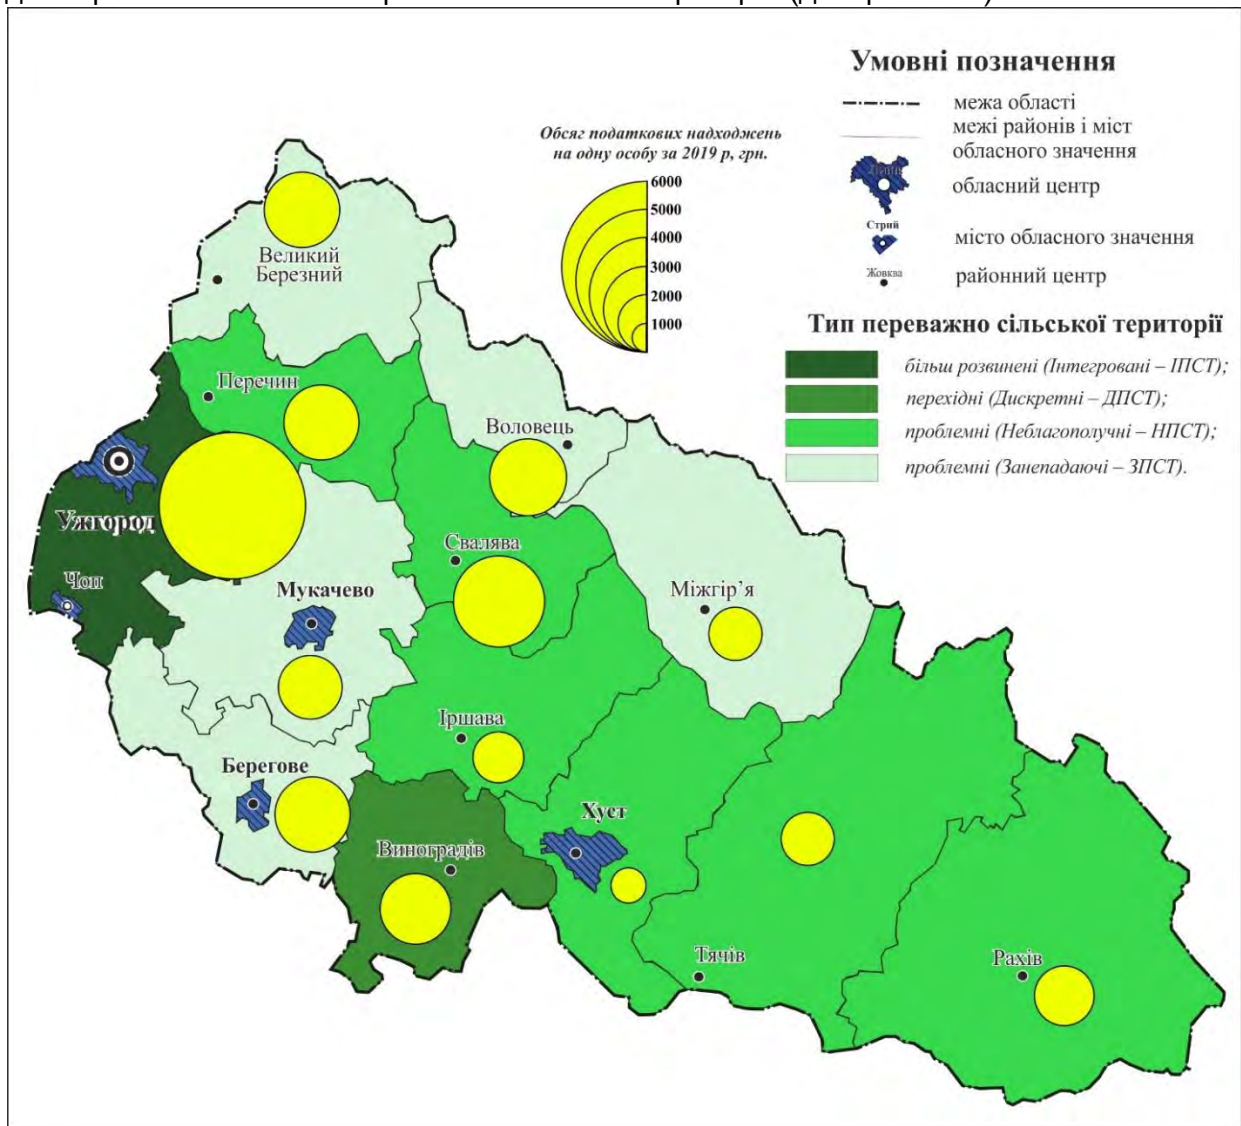 Умовні позначення
межа області
межі районів і міст
обласного значення
обласний центр
Стрий
місто обласного значення
Жовква
районний центр
Обсяг податкових надходжень
на одну особу за 2019 р, грн.
6000
5000
4000
3000
2000
1000
Тип переважно сільської території
більш розвинені (Інтегровані – ІПСТ);
перехідні (Дискретні – ДПСТ);
проблемні (Неблагополучні – НПСТ);
проблемні (Занепадаючі – ЗПСТ).
Великий
Березний
Перечин
Воловець
Ужгород
Свалява
Чоп
Мукачево
Міжгір’я
Іршава
Берегове
Хуст
Виноградів
Тячів
Рахів